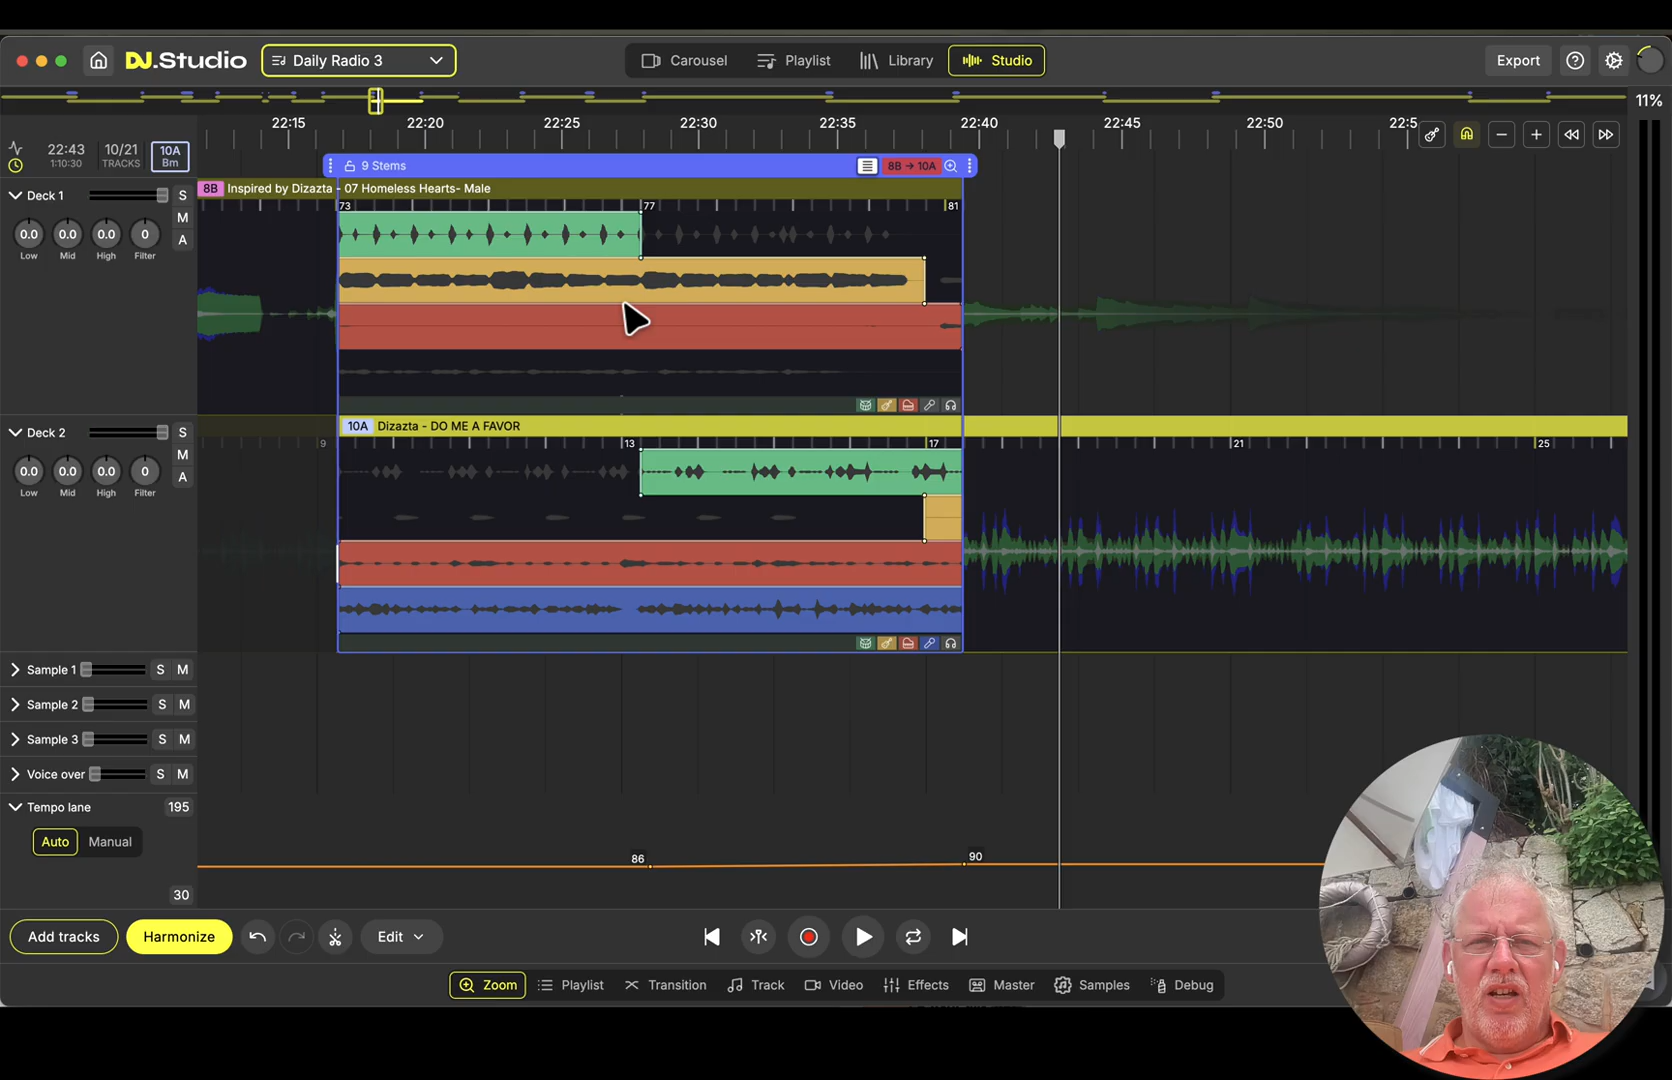 DJ.Studio
Daily Radio 3
Carousel
Playlist
Library
Studio
Export
11%
22:15
22:20
22:25
22:30
22:35
22:40
22:45
22:50
22:5
22:43
1:10:30
10/21
TRACKS
10A
Bm
9 Stems
8B → 10A
Deck 1
S
M
A
0.0
0.0
0.0
0
Low
Mid
High
Filter
8B
Inspired by Dizazta - 07 Homeless Hearts- Male
73
77
81
Deck 2
S
M
A
0.0
0.0
0.0
0
Low
Mid
High
Filter
10A
Dizazta - DO ME A FAVOR
9
13
17
21
25
Sample 1
S
M
Sample 2
S
M
Sample 3
S
M
Voice over
S
M
Tempo lane
195
Auto
Manual
86
90
30
Add tracks
Harmonize
Edit
Zoom
Playlist
Transition
Track
Video
Effects
Master
Samples
Debug